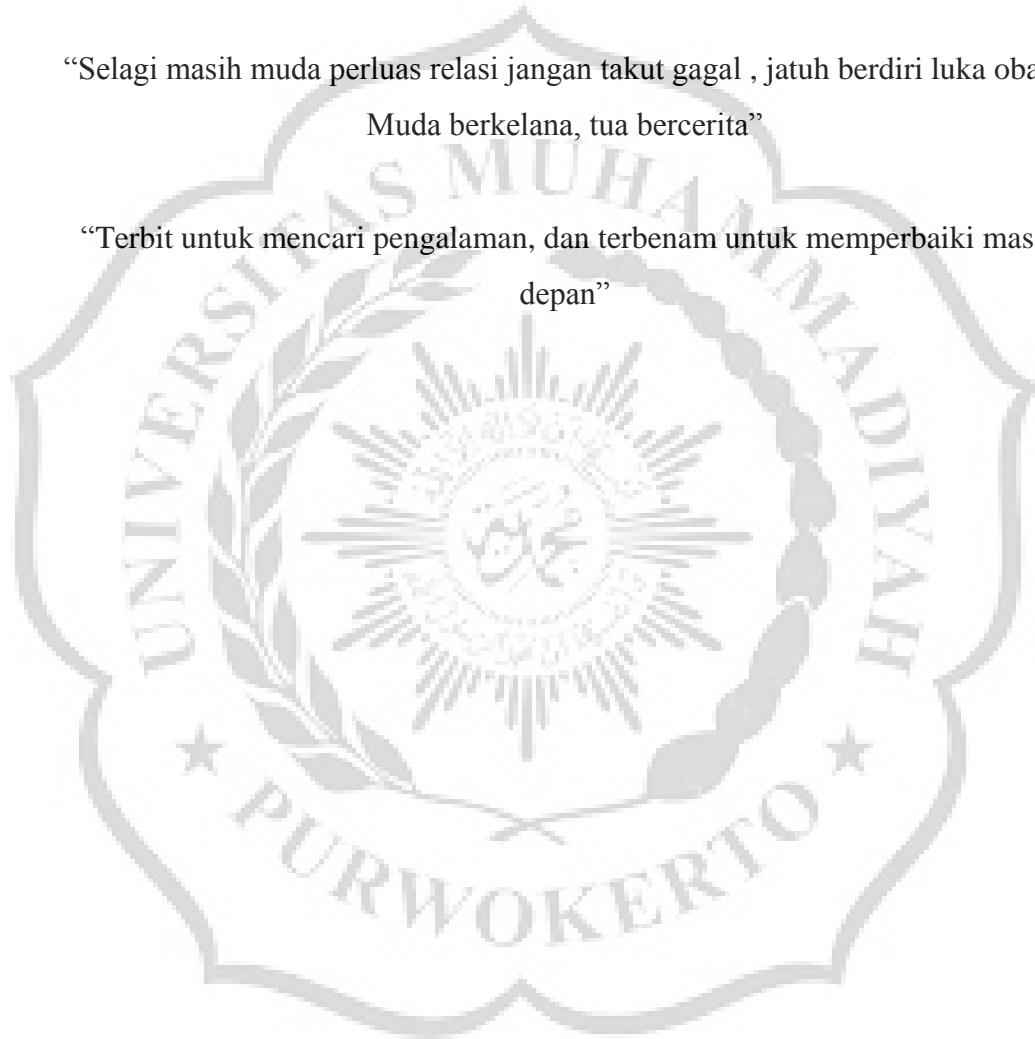 “Selagi masih muda perluas relasi jangan takut gagal , jatuh berdiri luka oba
Muda berkelana, tua bercerita”
“Terbit untuk mencari pengalaman, dan terbenam untuk memperbaiki mas
depan”
UNIVERSITAS MUHAMMADIYAH
PURWOKERTO